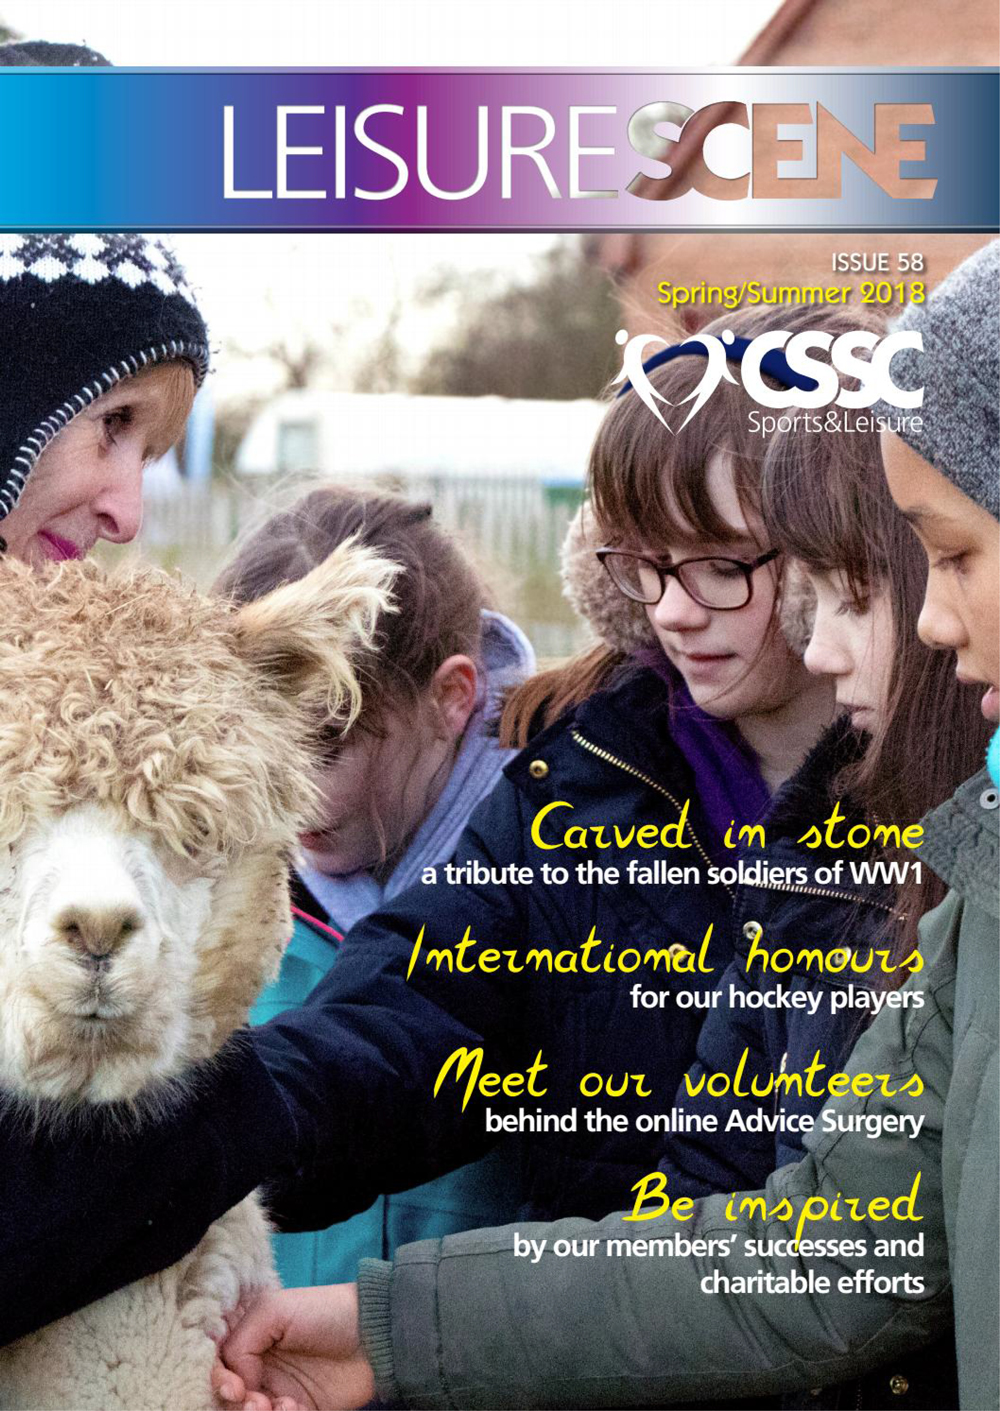 LEISURESCENE
ISSUE 58
Spring/Summer 2018
CSSC
Sports&Leisure
Carved in stone
a tribute to the fallen soldiers of WW1
International honours
for our hockey players
Meet our volunteers
behind the online Advice Surgery
Be inspired
by our members’ successes and
charitable efforts